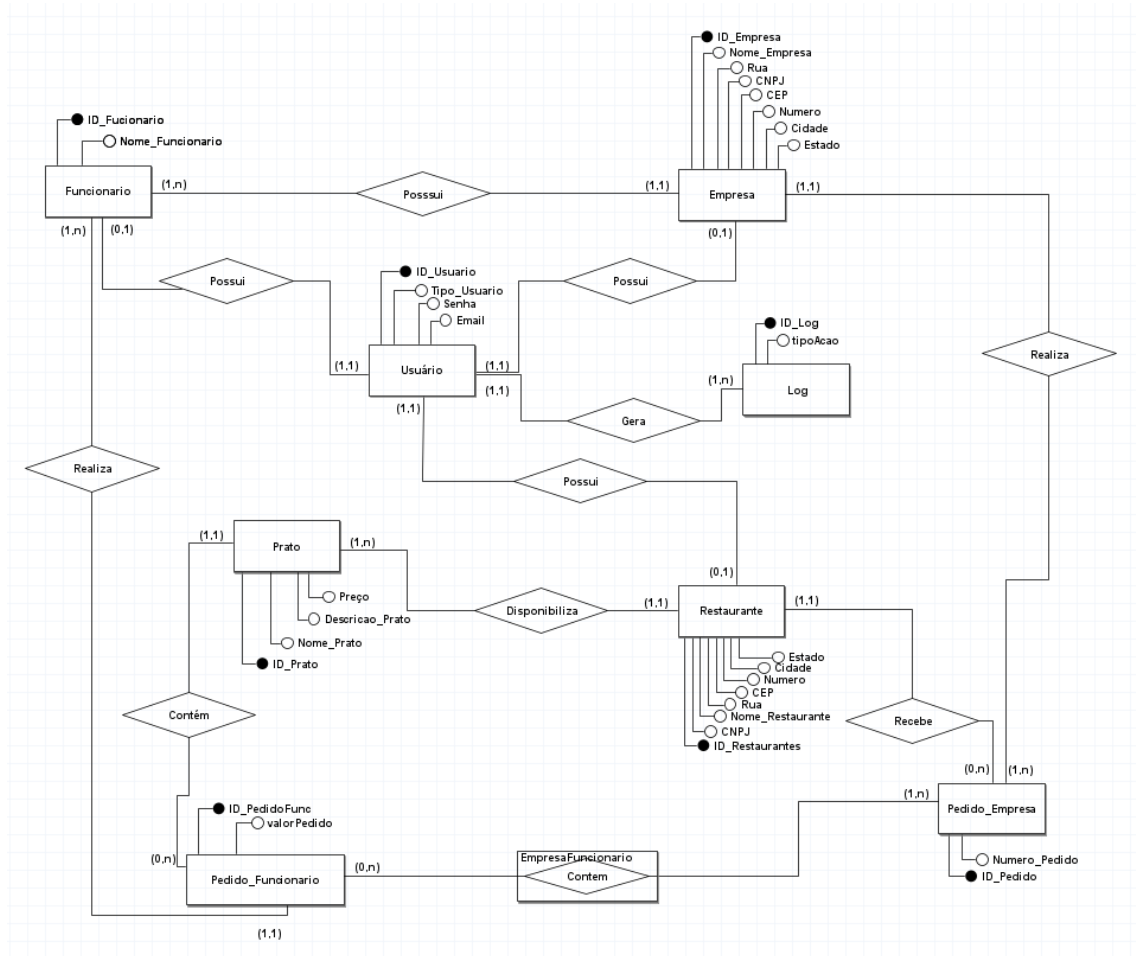 ID_Empresa
Nome_Empresa
Rua
CNPJ
CEP
Numero
Cidade
Estado
ID_Fucionario
Nome_Funcionario
Funcionario
(1,n)
Posssui
(1,1)
Empresa
(1,1)
(1,n)
(0,1)
(0,1)
Possui
ID_Usuario
Tipo_Usuario
Senha
Email
Possui
ID_Log
tipoAcao
Realiza
(1,1)
Usuário
(1,1)
(1,1)
(1,n)
Log
(1,1)
Gera
Realiza
Possui
(1,1)
Prato
(1,n)
(0,1)
Preço
Descricao_Prato
Nome_Prato
ID_Prato
Disponibiliza
(1,1)
Restaurante
(1,1)
Estado
Cidade
Numero
CEP
Rua
Nome_Restaurante
CNPJ
ID_Restaurantes
Contém
Recebe
(0,n)
(1,n)
(1,n)
Pedido_Empresa
Numero_Pedido
ID_Pedido
ID_PedidoFunc
valorPedido
(0,n)
Pedido_Funcionario
(0,n)
EmpresaFuncionario
Contem
(1,1)